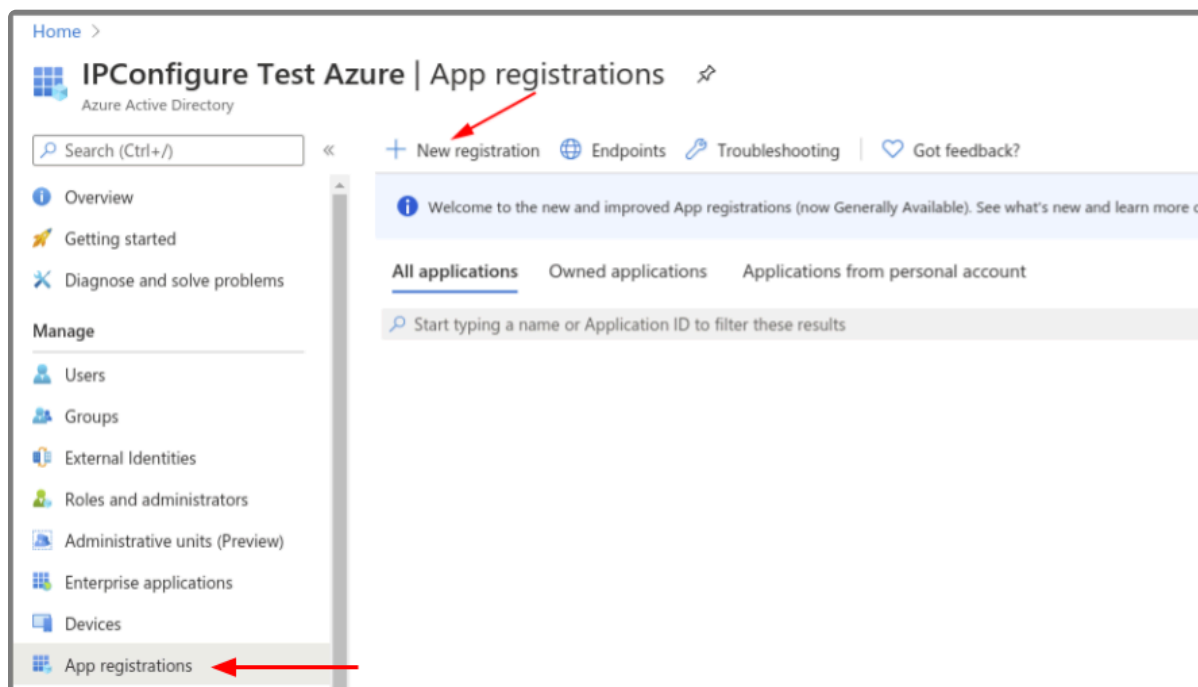 Home >
IPConfigure Test Azure | App registrations
Azure Active Directory
Search (Ctrl+/)
«
Overview
Getting started
Diagnose and solve problems
Manage
Users
Groups
External Identities
Roles and administrators
Administrative units (Preview)
Enterprise applications
Devices
App registrations
New registration Endpoints Troubleshooting Got feedback?
Welcome to the new and improved App registrations (now Generally Available). See what's new and learn more
All applications Owned applications Applications from personal account
Start typing a name or Application ID to filter these results